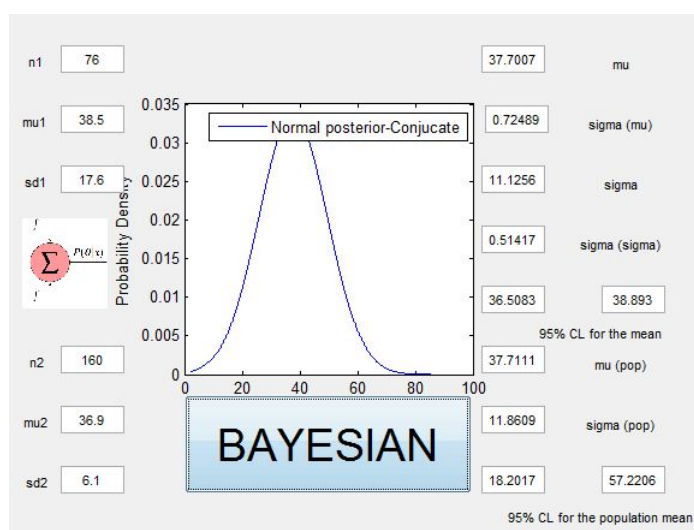 n1 76
mu1 38.5
sd1 17.6
P(θ|x)
Σ
n2 160
mu2 36.9
sd2 6.1
Probability Density
0.035
0.03
0.025
0.02
0.015
0.01
0.005
0
Normal posterior-Conjucate
0 20 40 60 80 100
BAYESIAN
37.7007 mu
0.72489 sigma (mu)
11.1256 sigma
0.51417 sigma (sigma)
36.5083 38.893
95% CL for the mean
37.7111 mu (pop)
11.8609 sigma (pop)
18.2017 57.2206
95% CL for the population mean